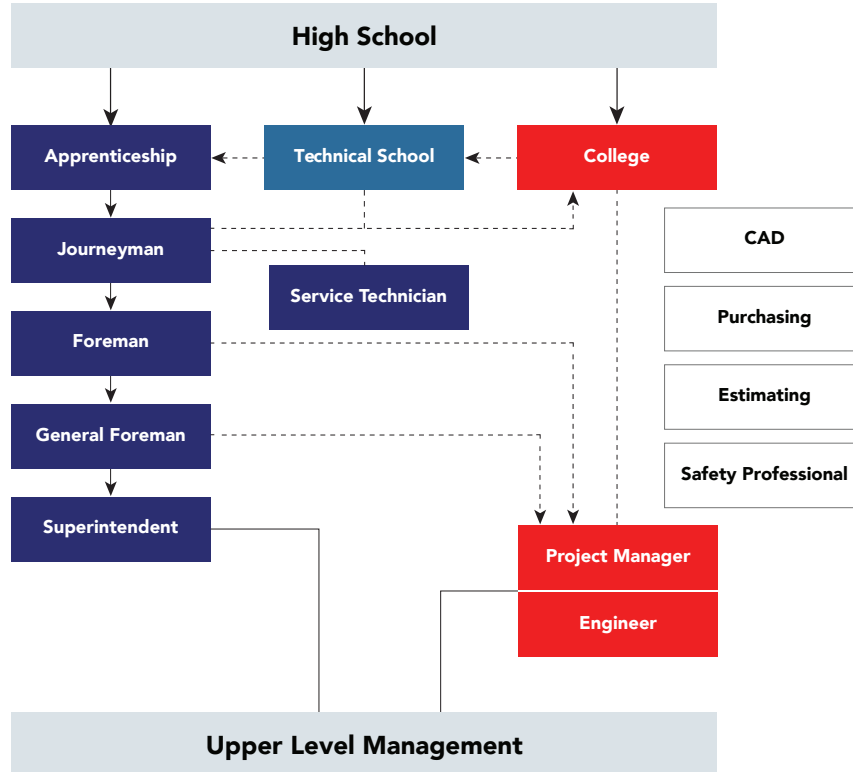 High School
Apprenticeship
Technical School
College
Journeyman
CAD
Service Technician
Purchasing
Foreman
Estimating
General Foreman
Safety Professional
Superintendent
Project Manager
Engineer
Upper Level Management